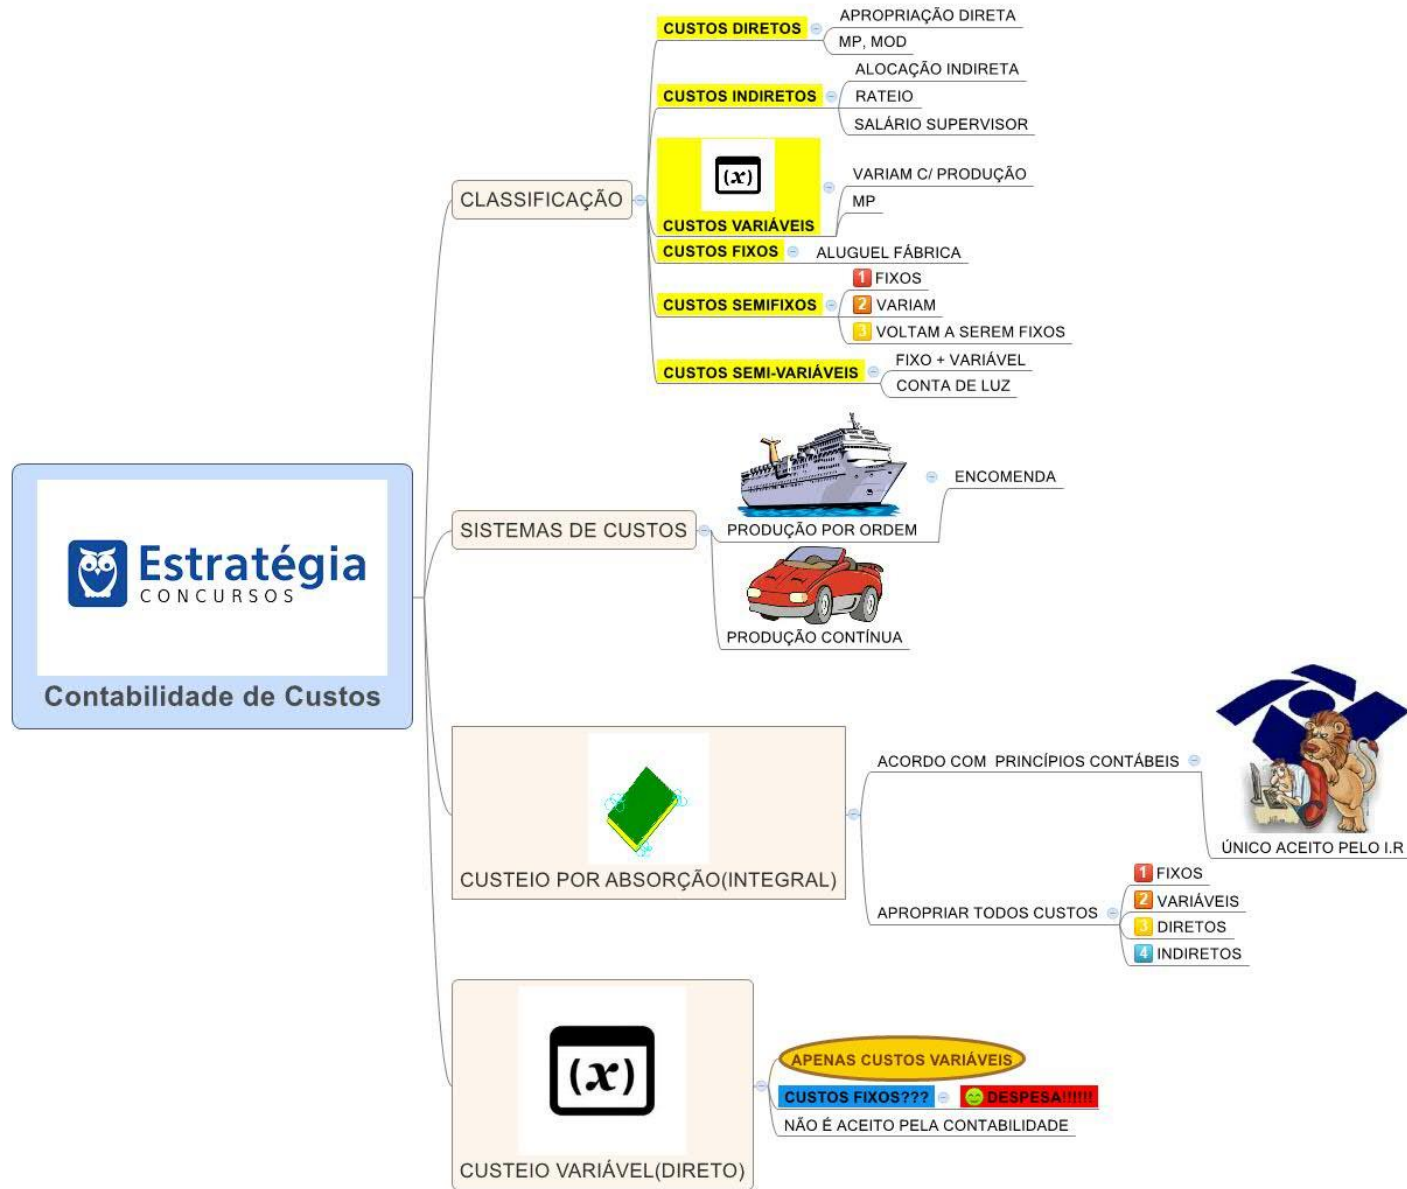 Estratégia
CONCURSOS
Contabilidade de Custos
CLASSIFICAÇÃO
CUSTOS DIRETOS
APROPRIAÇÃO DIRETA
MP, MOD
CUSTOS INDIRETOS
ALOCAÇÃO INDIRETA
RATEIO
SALÁRIO SUPERVISOR
(x)
CUSTOS VARIÁVEIS
VARIAM C/ PRODUÇÃO
MP
CUSTOS FIXOS
ALUGUEL FÁBRICA
CUSTOS SEMIFIXOS
1 FIXOS
2 VARIAM
3 VOLTAM A SEREM FIXOS
CUSTOS SEMI-VARIÁVEIS
FIXO + VARIÁVEL
CONTA DE LUZ
SISTEMAS DE CUSTOS
PRODUÇÃO POR ORDEM
ENCOMENDA
PRODUÇÃO CONTÍNUA
CUSTEIO POR ABSORÇÃO(INTEGRAL)
ACORDO COM  PRINCÍPIOS CONTÁBEIS
ÚNICO ACEITO PELO I.R
APROPRIAR TODOS CUSTOS
1 FIXOS
2 VARIÁVEIS
3 DIRETOS
4 INDIRETOS
(x)
CUSTEIO VARIÁVEL(DIRETO)
APENAS CUSTOS VARIÁVEIS
CUSTOS FIXOS???
DESPESA!!!!!!
NÃO É ACEITO PELA CONTABILIDADE